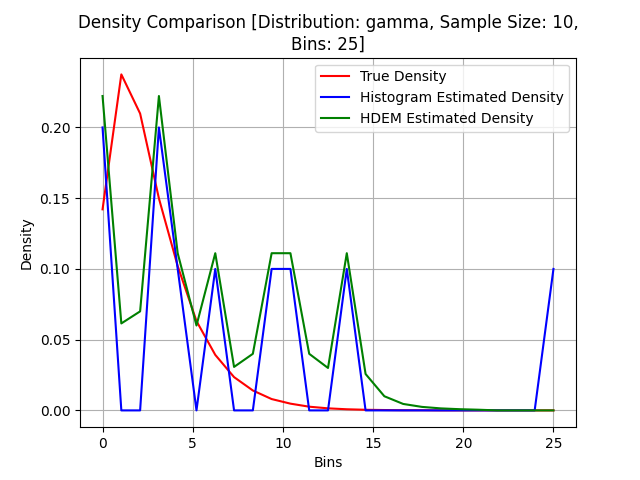 Density Comparison [Distribution: gamma, Sample Size: 10,
Bins: 25]
True Density
Histogram Estimated Density
HDEM Estimated Density
Density
0.20
0.15
0.10
0.05
0.00
0 5 10 15 20 25
Bins